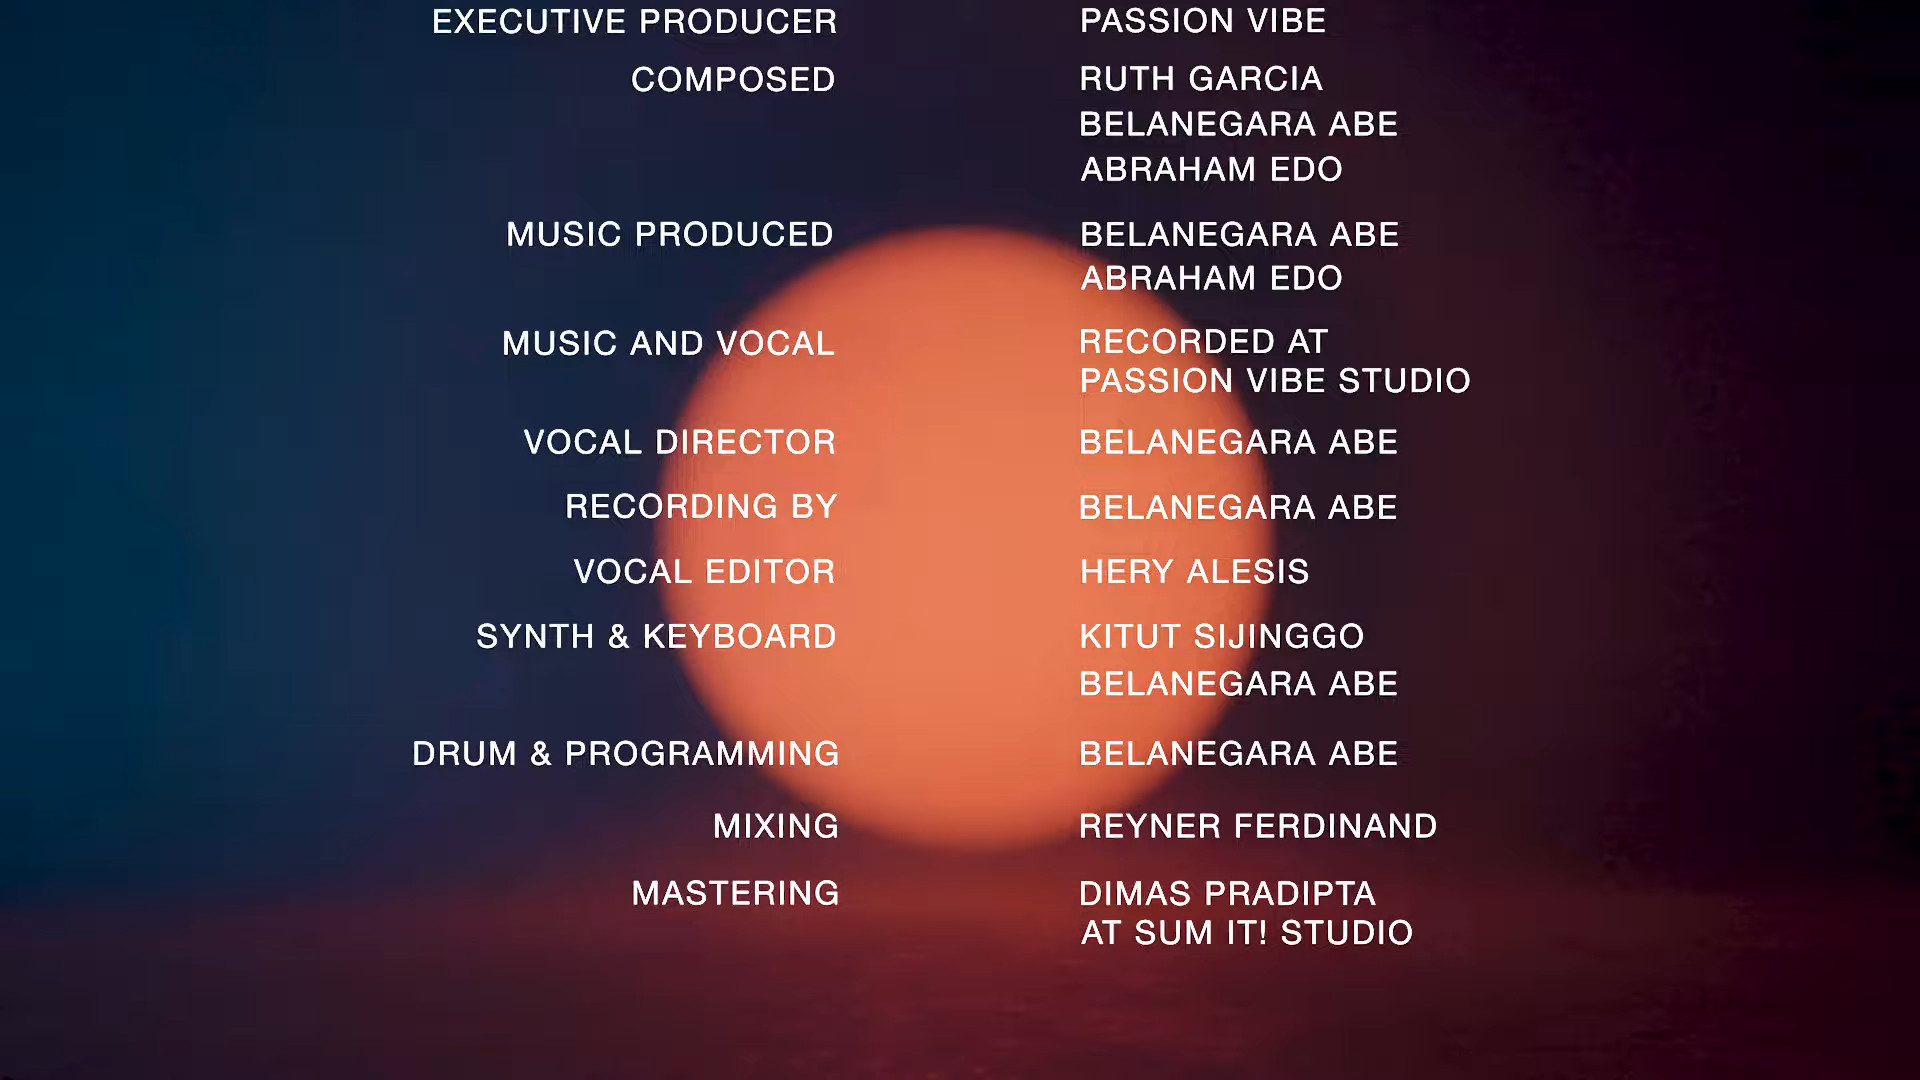 EXECUTIVE PRODUCER PASSION VIBE
COMPOSED RUTH GARCIA
BELANEGARA ABE
ABRAHAM EDO
MUSIC PRODUCED BELANEGARA ABE
ABRAHAM EDO
MUSIC AND VOCAL RECORDED AT
PASSION VIBE STUDIO
VOCAL DIRECTOR BELANEGARA ABE
RECORDING BY BELANEGARA ABE
VOCAL EDITOR HERY ALESIS
SYNTH & KEYBOARD KITUT SIJINGGO
BELANEGARA ABE
DRUM & PROGRAMMING BELANEGARA ABE
MIXING REYNER FERDINAND
MASTERING DIMAS PRADIPTA
AT SUM IT! STUDIO